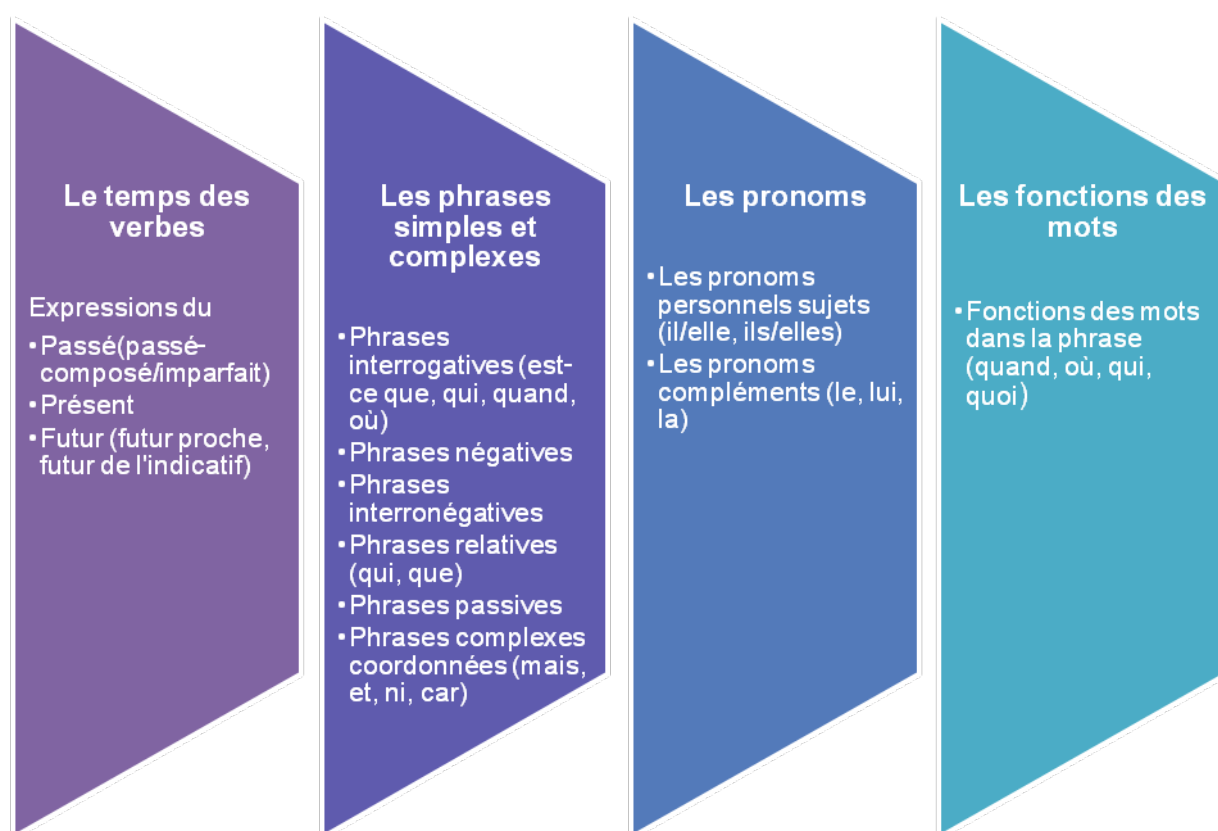 Le temps des
verbes
Expressions du
•Passé(passé-
composé/imparfait)
•Présent
•Futur (futur proche,
futur de l'indicatif)
Les phrases
simples et
complexes
•Phrases
interrogatives (est-
ce que, qui, quand,
où)
•Phrases négatives
•Phrases
interronégatives
•Phrases relatives
(qui, que)
•Phrases passives
•Phrases complexes
coordonnées (mais,
et, ni, car)
Les pronoms
•Les pronoms
personnels sujets
(il/elle, ils/elles)
•Les pronoms
compléments (le, lui,
la)
Les fonctions des
mots
•Fonctions des mots
dans la phrase
(quand, où, qui,
quoi)